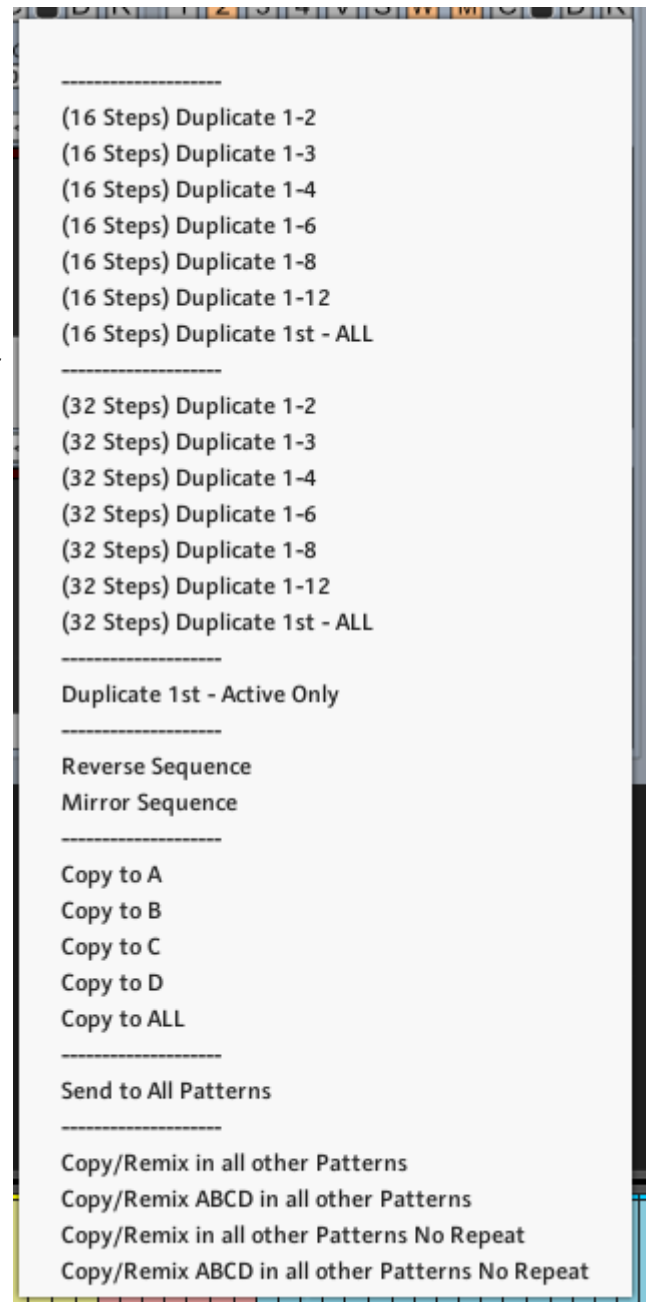 --------------------
(16 Steps) Duplicate 1-2
(16 Steps) Duplicate 1-3
(16 Steps) Duplicate 1-4
(16 Steps) Duplicate 1-6
(16 Steps) Duplicate 1-8
(16 Steps) Duplicate 1-12
(16 Steps) Duplicate 1st - ALL
--------------------
(32 Steps) Duplicate 1-2
(32 Steps) Duplicate 1-3
(32 Steps) Duplicate 1-4
(32 Steps) Duplicate 1-6
(32 Steps) Duplicate 1-8
(32 Steps) Duplicate 1-12
(32 Steps) Duplicate 1st - ALL
--------------------
Duplicate 1st - Active Only
--------------------
Reverse Sequence
Mirror Sequence
--------------------
Copy to A
Copy to B
Copy to C
Copy to D
Copy to ALL
--------------------
Send to All Patterns
--------------------
Copy/Remix in all other Patterns
Copy/Remix ABCD in all other Patterns
Copy/Remix in all other Patterns No Repeat
Copy/Remix ABCD in all other Patterns No Repeat